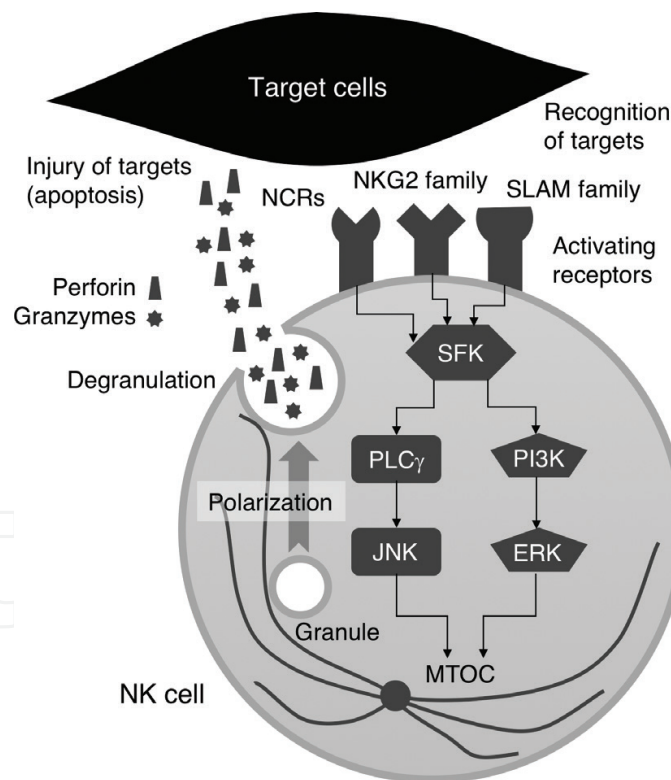 Target cells
Recognition
of targets
Injury of targets
(apoptosis)
NCRs
NKG2 family
SLAM family
Activating
receptors
Perforin
Granzymes
SFK
Degranulation
PLCγ
PI3K
Polarization
JNK
ERK
Granule
MTOC
NK cell